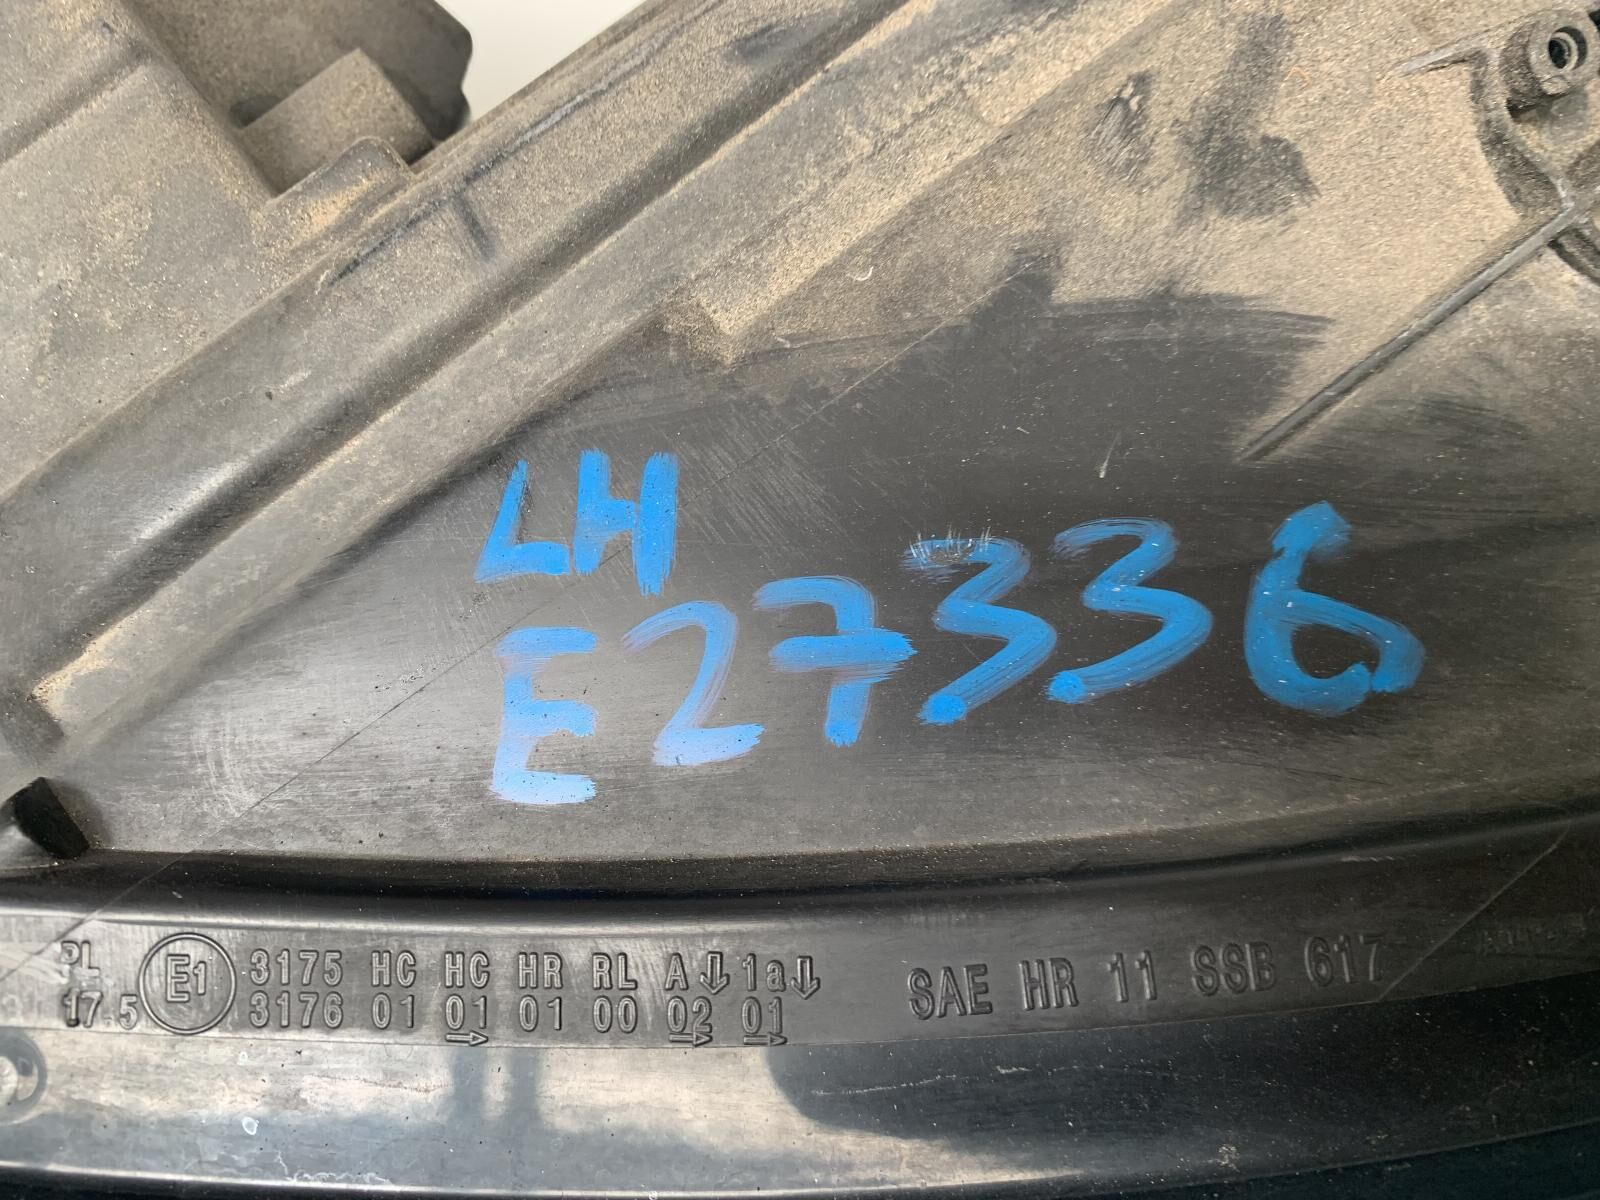 LH
E27336
PL E1 3175 HC HC HR RL A↓ 1a↓ SAE HR 11 SSB 617
17.5 3176 01 01 01 00 02 01